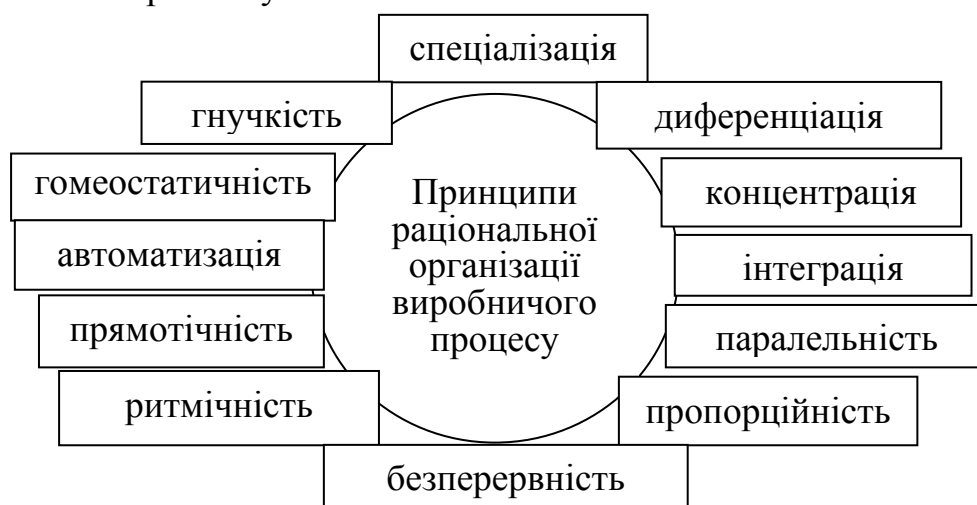 спеціалізація
гнучкість
диференціація
гомеостатичність
концентрація
автоматизація
інтеграція
прямотічність
паралельність
ритмічність
пропорційність
безперервність
Принципи
раціональної
організації
виробничого
процесу